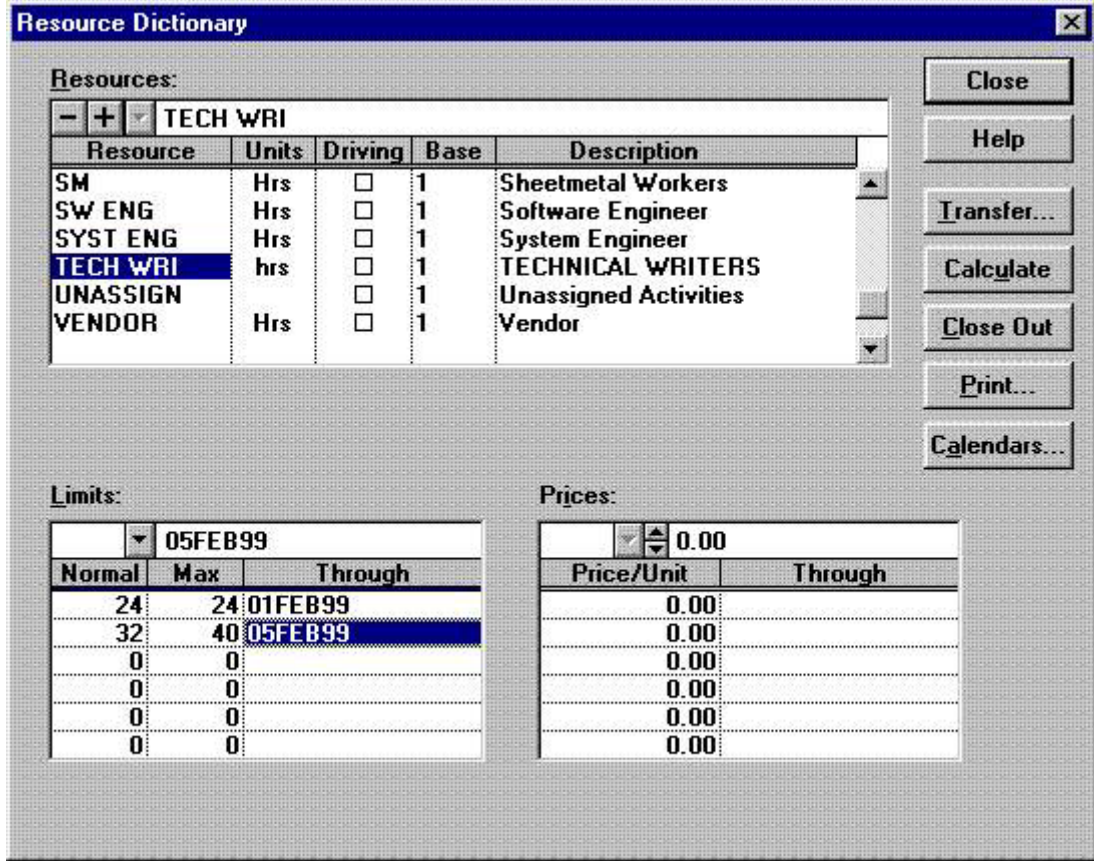 Resource Dictionary
Resources:
Close
TECH WRI
Help
Resource Units Driving Base Description
SM Hrs 1 Sheetmetal Workers
SW ENG Hrs 1 Software Engineer
Transfer...
SYST ENG Hrs 1 System Engineer
TECH WRI hrs 1 TECHNICAL WRITERS
Calculate
UNASSIGN 1 Unassigned Activities
VENDOR Hrs 1 Vendor
Close Out
Print...
Calendars...
Limits:
05FEB99
Normal Max Through
24 24 01FEB99
32 40 05FEB99
0 0
0 0
0 0
0 0
Prices:
0.00
Price/Unit Through
0.00
0.00
0.00
0.00
0.00
0.00